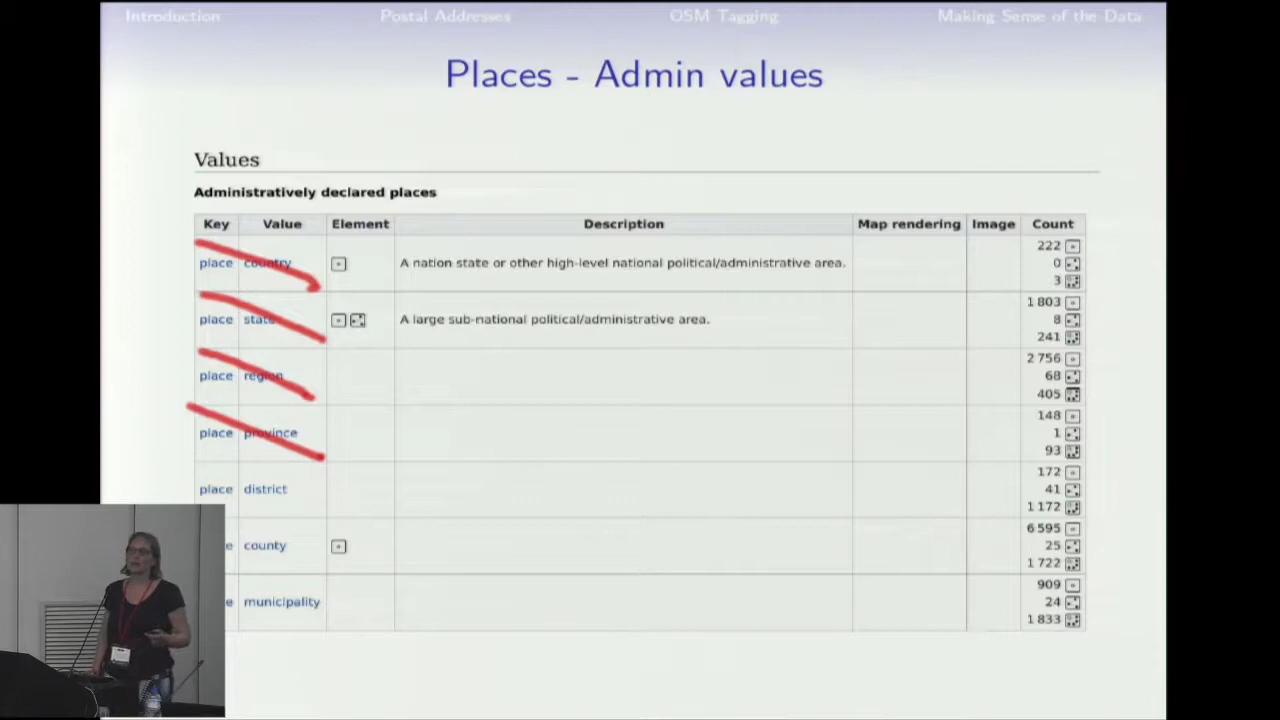 Introduction Postal Addresses OSM Tagging Making Sense of the Data
Places - Admin values
Values
Administratively declared places
Key Value Element Description Map rendering Image Count
222
place country A nation state or other high-level national political/administrative area. 0
3
1 803
place state A large sub-national political/administrative area. 8
241
2 756
place region 68
405
148
place province 1
93
172
place district 41
1 172
6 595
e county 25
1 722
909
e municipality 24
1 833